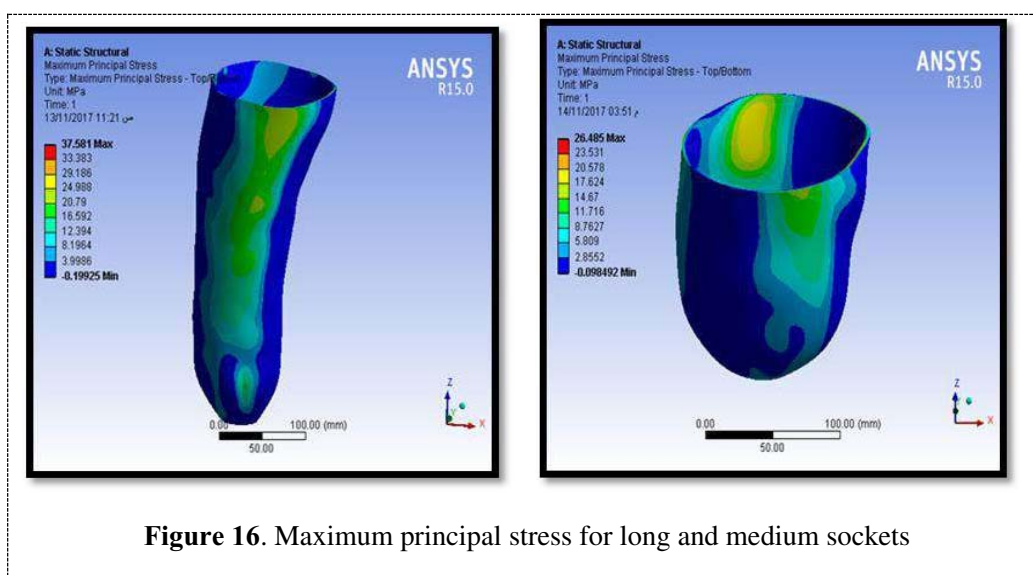 A: Static Structural
Maximum Principal Stress
Type: Maximum Principal Stress - Top/Bottom
Unit: MPa
Time: 1
13/11/2017 11:21 ص
ANSYS
R15.0
37.581 Max
33.383
29.186
24.988
20.79
16.592
12.394
8.1964
3.9986
-0.19925 Min
0.00
100.00 (mm)
50.00
Z
Y
X
A: Static Structural
Maximum Principal Stress
Type: Maximum Principal Stress - Top/Bottom
Unit: MPa
Time: 1
14/11/2017 03:51 م
ANSYS
R15.0
26.485 Max
23.531
20.578
17.624
14.67
11.716
8.7627
5.809
2.8552
-0.098492 Min
0.00
100.00 (mm)
50.00
Z
X
Figure 16. Maximum principal stress for long and medium sockets